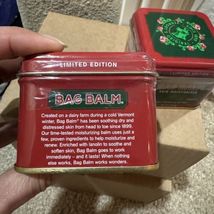 LIMITED EDITION
BAG BALM
Created on a dairy farm during a cold Vermont
winter, Bag Balm® has been soothing dry and
distressed skin from head to toe since 1899.
Our time-tested moisturizing balm uses just a
few, proven ingredients to help moisturize and
renew. Enriched with lanolin to soothe and
soften skin, Bag Balm goes to work
immediately – and it lasts! When nothing
else works, Bag Balm works wonders.